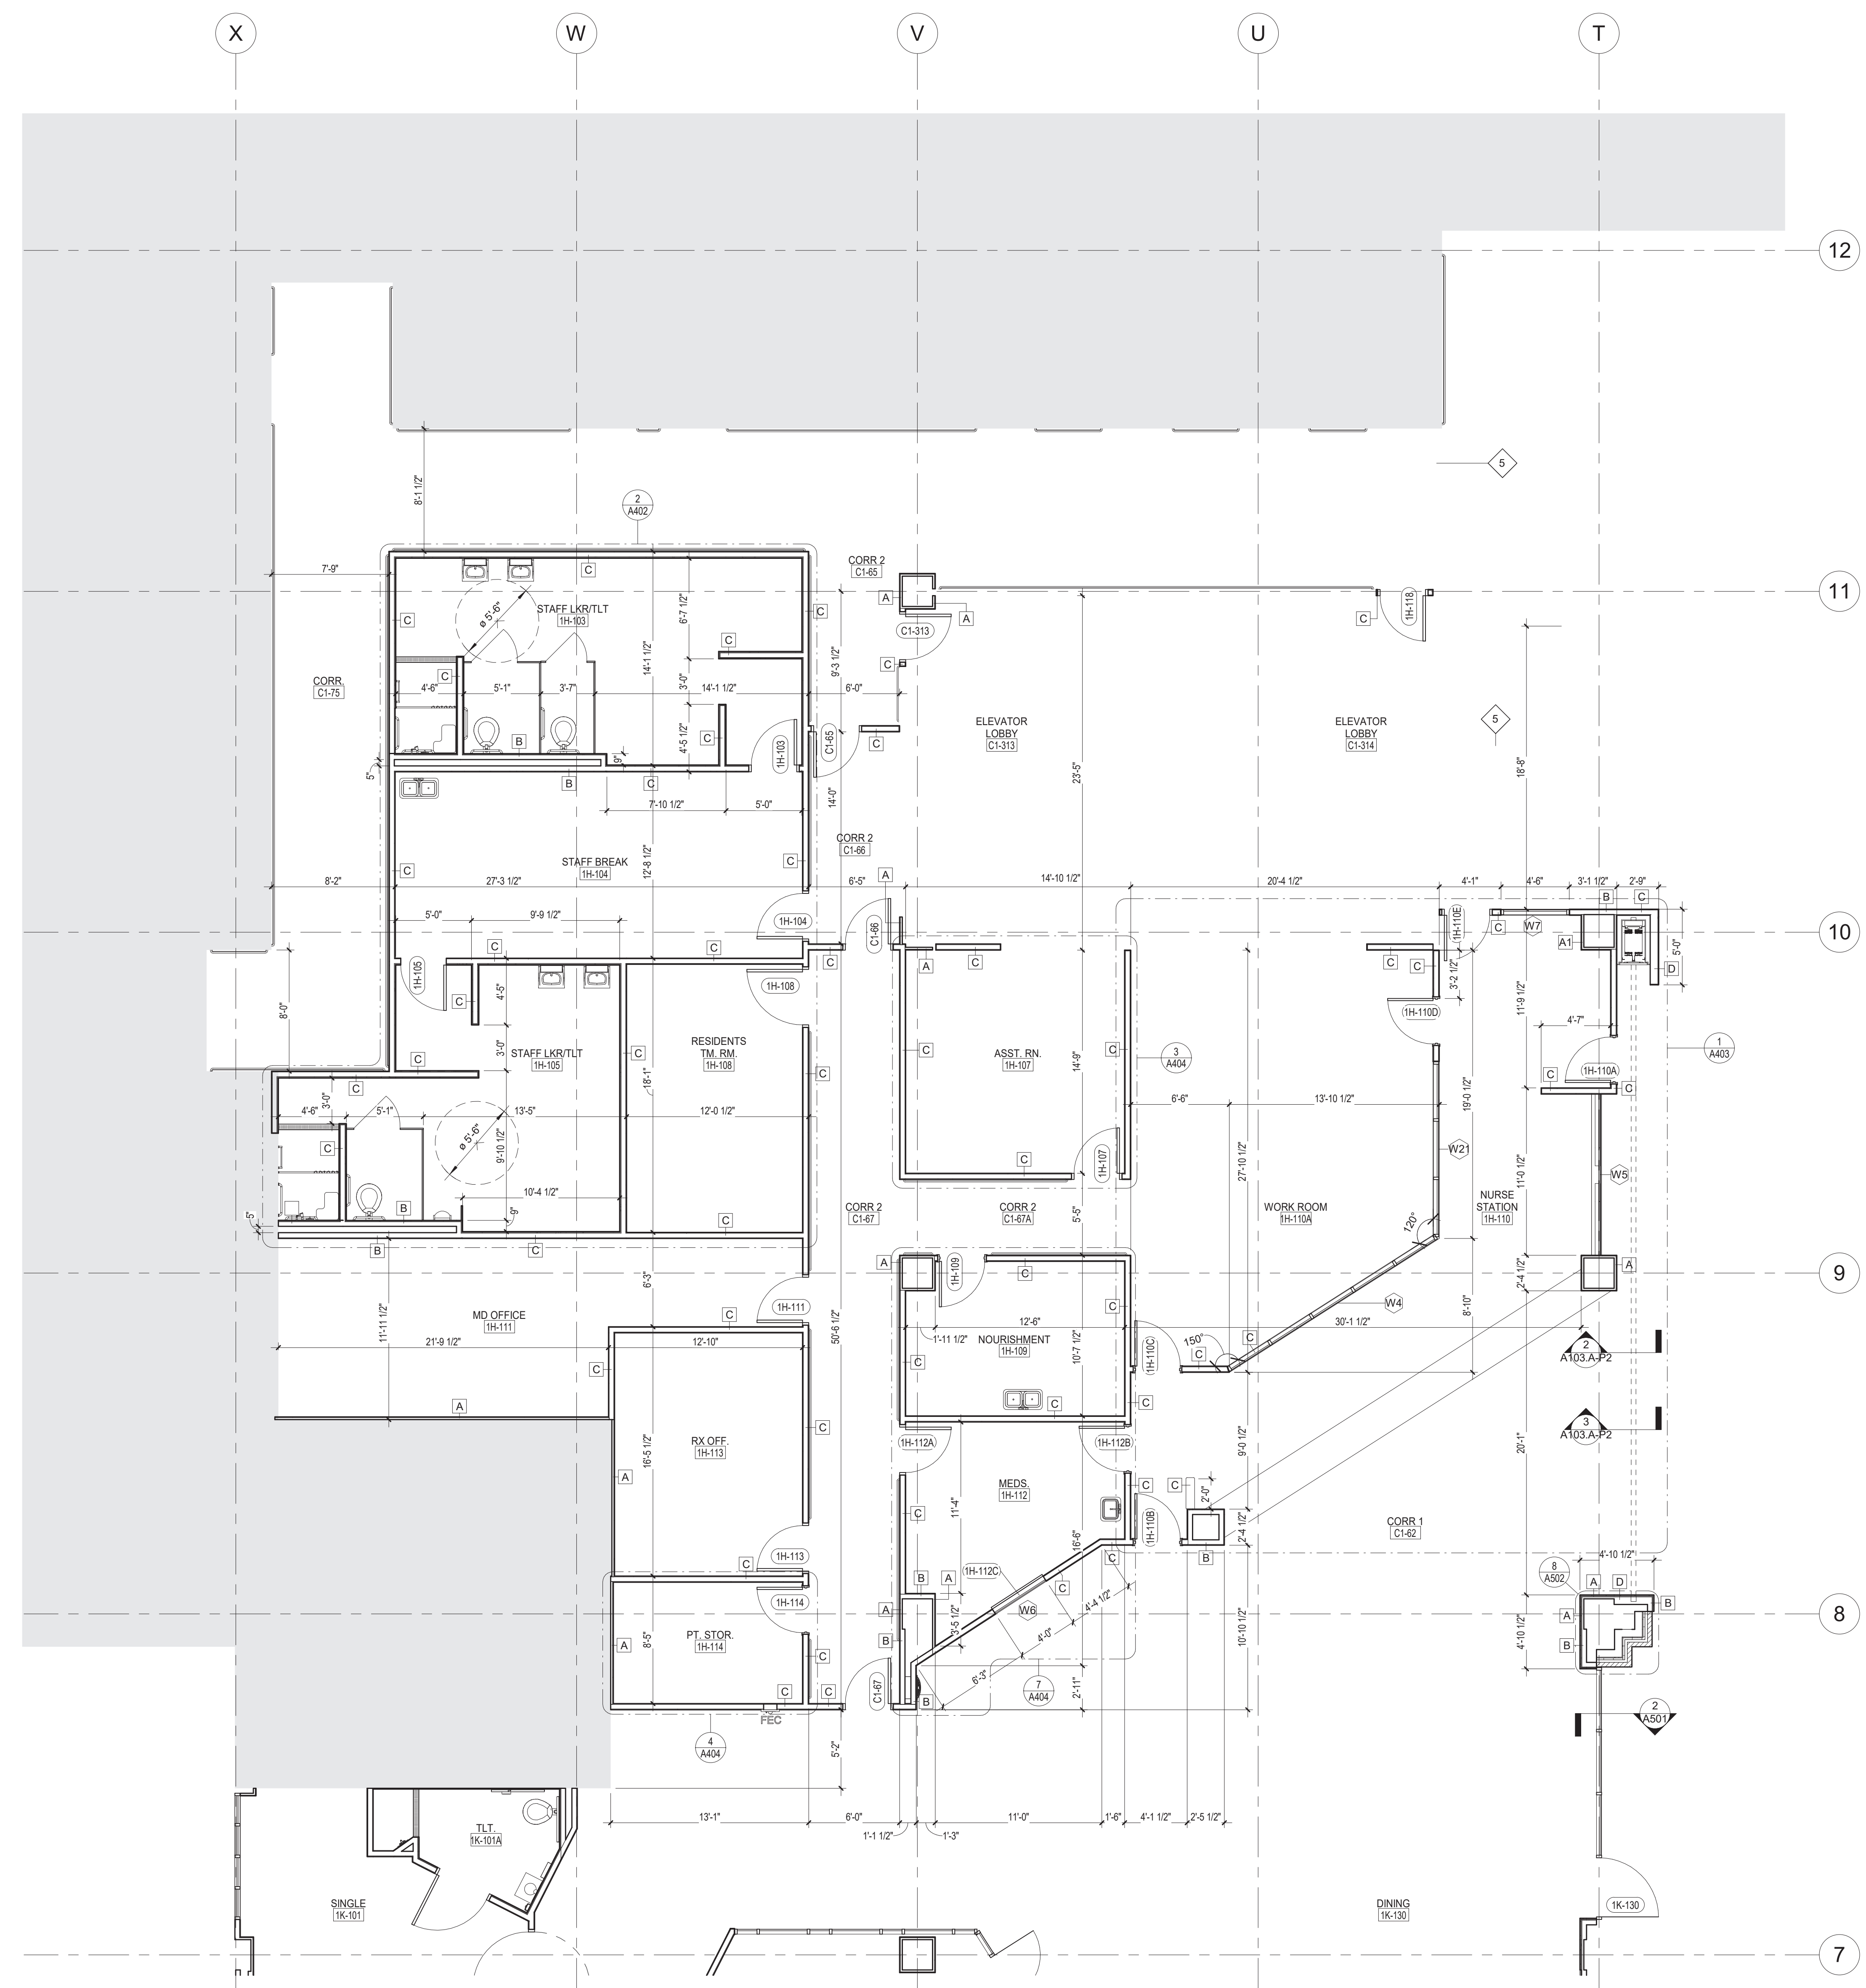 X
W
V
U
T
12
5
8'-1 1/2"
2
A402
7'-9"
CORR 2
C1-65
11
C
A
A
C1-313
1H-118
C
STAFF LKR/TLT
1H-103
ø 5'-6"
6'-7 1/2"
C
C
C
C
C
9'-3 1/2"
14'-1 1/2"
CORR.
C1-75
4'-6"
5'-1"
3'-7"
3'-0"
14'-1 1/2"
6'-0"
4'-5 1/2"
C
1H-103
C1-65
C
B
9"
5"
B
C
ELEVATOR
LOBBY
C1-313
ELEVATOR
LOBBY
C1-314
5
18'-8"
23'-5"
7'-10 1/2"
5'-0"
14'-0"
CORR 2
C1-66
STAFF BREAK
1H-104
12'-8 1/2"
C
C
A
8'-2"
27'-3 1/2"
6'-5"
14'-10 1/2"
20'-4 1/2"
4'-1"
4'-6"
3'-1 1/2"
2'-9"
5'-0"
9'-9 1/2"
1H-104
C1-66
1H-110E
C
W7
B
C
A1
D
5'-0"
10
C
C
C
A
C
C
C
3'-2 1/2"
8'-0"
1H-105
C
4'-5"
1H-108
1H-110D
11'-9 1/2"
4'-7"
3'-0"
STAFF LKR/TLT
1H-105
C
C
C
RESIDENTS
TM. RM.
1H-108
C
C
ASST. RN.
1H-107
C
14'-9"
3
A404
1
A403
1H-110A
C
C
18'-1"
3'-0"
4'-6"
5'-1"
13'-5"
12'-0 1/2"
6'-6"
13'-10 1/2"
19'-0 1/2"
ø 5'-6"
9'-10 1/2"
C
C
1H-107
27'-10 1/2"
W21
11'-0 1/2"
W5
10'-4 1/2"
9"
B
5"
B
C
C
CORR 2
C1-67
CORR 2
C1-67A
5'-5"
WORK ROOM
1H-110A
NURSE
STATION
1H-110
120°
A
1H-109
C
A
9
6'-3"
1H-111
C
C
2'-4 1/2"
8'-10"
W4
MD OFFICE
1H-111
11'-11 1/2"
C
50'-6 1/2"
12'-6"
1'-11 1/2"
NOURISHMENT
1H-109
10'-7 1/2"
30'-1 1/2"
21'-9 1/2"
12'-10"
C
C
1H-110C
C
150°
C
2
A103.A-P2
A
C
C
C
3
A103.A-P2
RX OFF.
1H-113
16'-5 1/2"
A
C
1H-112A
1H-112B
9'-0 1/2"
20'-1"
MEDS.
1H-112
11'-4"
C
C
C
2'-0"
1H-110B
CORR 1
C1-62
16'-6"
2'-4 1/2"
1H-113
C
C
B
4'-10 1/2"
8
A502
1H-112C
B
A
C
1H-114
A
W6
4'-4 1/2"
A
D
B
A
8
PT. STOR.
1H-114
8'-5"
A
C
B
3'-5 1/2"
4'-0"
10'-10 1/2"
4'-10 1/2"
B
6'-3"
C
C
C1-67
B
7
A404
2'-11"
FEC
4
A404
5'-2"
2
A501
13'-1"
6'-0"
1'-1 1/2"
1'-3"
11'-0"
1'-6"
4'-1 1/2"
2'-5 1/2"
TLT.
1K-101A
SINGLE
1K-101
DINING
1K-130
1K-130
7